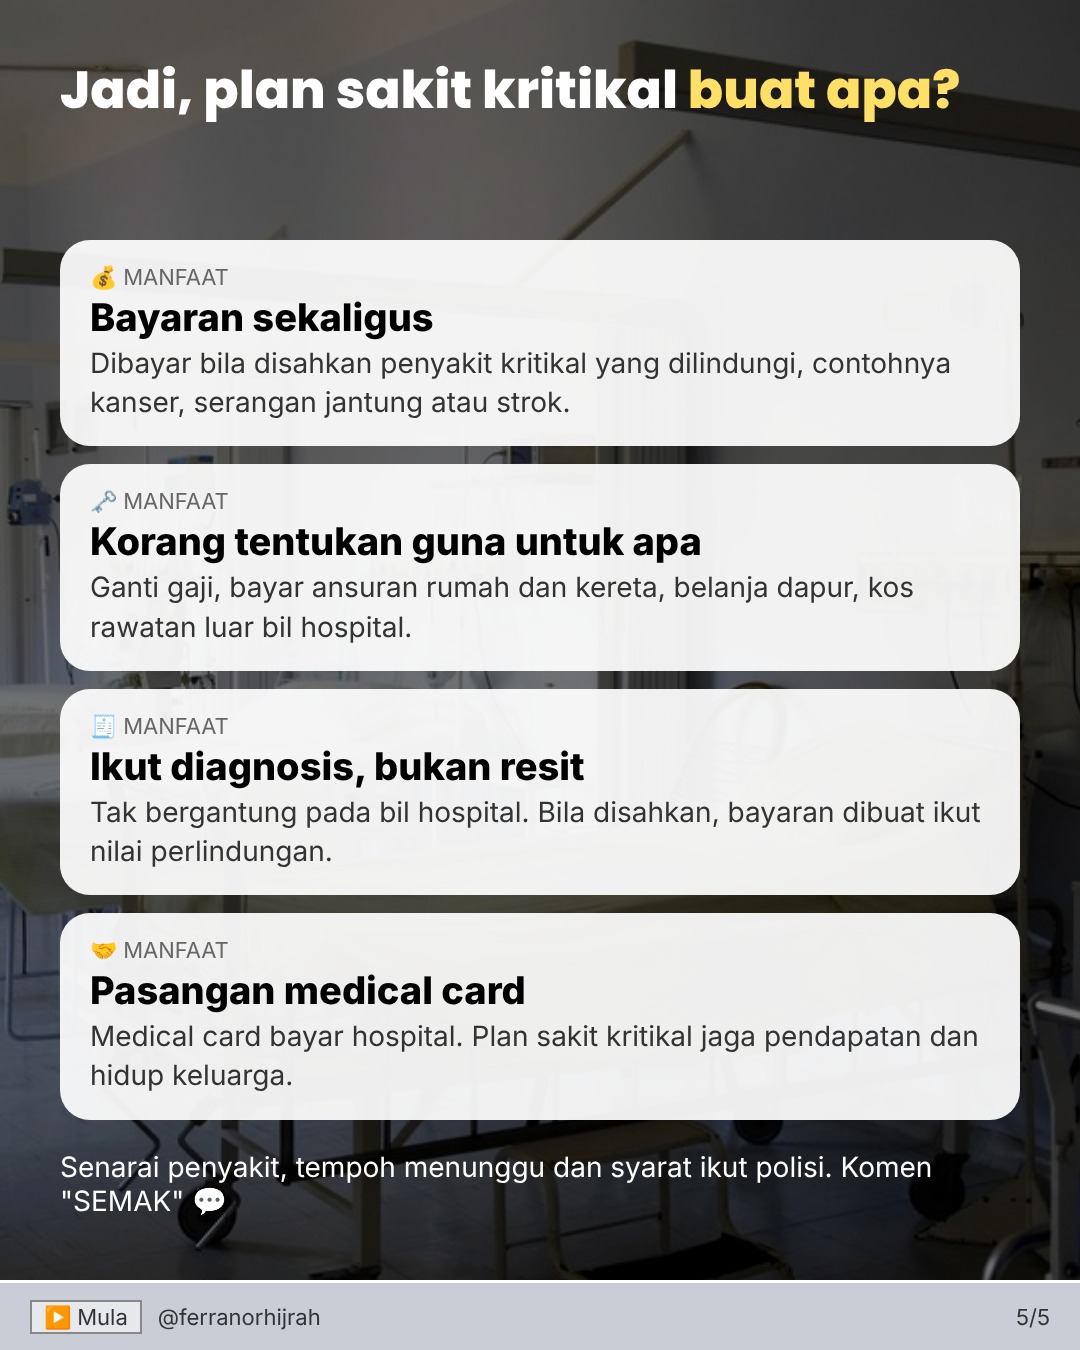 Jadi, plan sakit kritikal buat apa?
💰 MANFAAT
Bayaran sekaligus
Dibayar bila disahkan penyakit kritikal yang dilindungi, contohnya
kanser, serangan jantung atau strok.
🗝️ MANFAAT
Korang tentukan guna untuk apa
Ganti gaji, bayar ansuran rumah dan kereta, belanja dapur, kos
rawatan luar bil hospital.
🧾 MANFAAT
Ikut diagnosis, bukan resit
Tak bergantung pada bil hospital. Bila disahkan, bayaran dibuat ikut
nilai perlindungan.
🤝 MANFAAT
Pasangan medical card
Medical card bayar hospital. Plan sakit kritikal jaga pendapatan dan
hidup keluarga.
Senarai penyakit, tempoh menunggu dan syarat ikut polisi. Komen
"SEMAK" 💬
▶️ Mula @ferranorhijrah 5/5